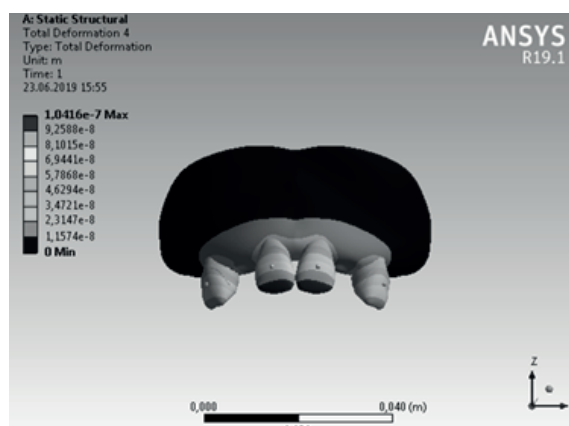 A: Static Structural
Total Deformation 4
Type: Total Deformation
Unit: m
Time: 1
23.06.2019 15:55
ANSYS
R19.1
1,0416e-7 Max
9,2588e-8
8,1015e-8
6,9441e-8
5,7868e-8
4,6294e-8
3,4721e-8
2,3147e-8
1,1574e-8
0 Min
Z
0,000
0,040 (m)